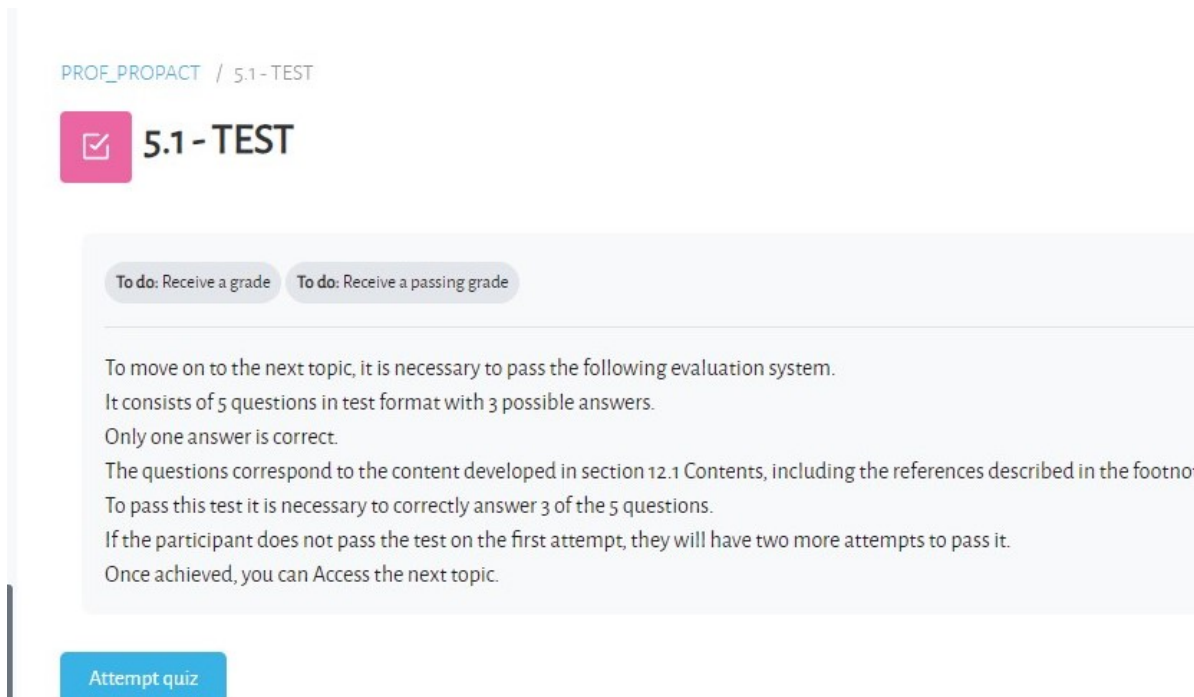 PROF_PROPACT / 5.1 - TEST
5.1 - TEST
To do: Receive a grade To do: Receive a passing grade
To move on to the next topic, it is necessary to pass the following evaluation system.
It consists of 5 questions in test format with 3 possible answers.
Only one answer is correct.
The questions correspond to the content developed in section 12.1 Contents, including the references described in the
To pass this test it is necessary to correctly answer 3 of the 5 questions.
If the participant does not pass the test on the first attempt, they will have two more attempts to pass it.
Once achieved, you can Access the next topic.
Attempt quiz